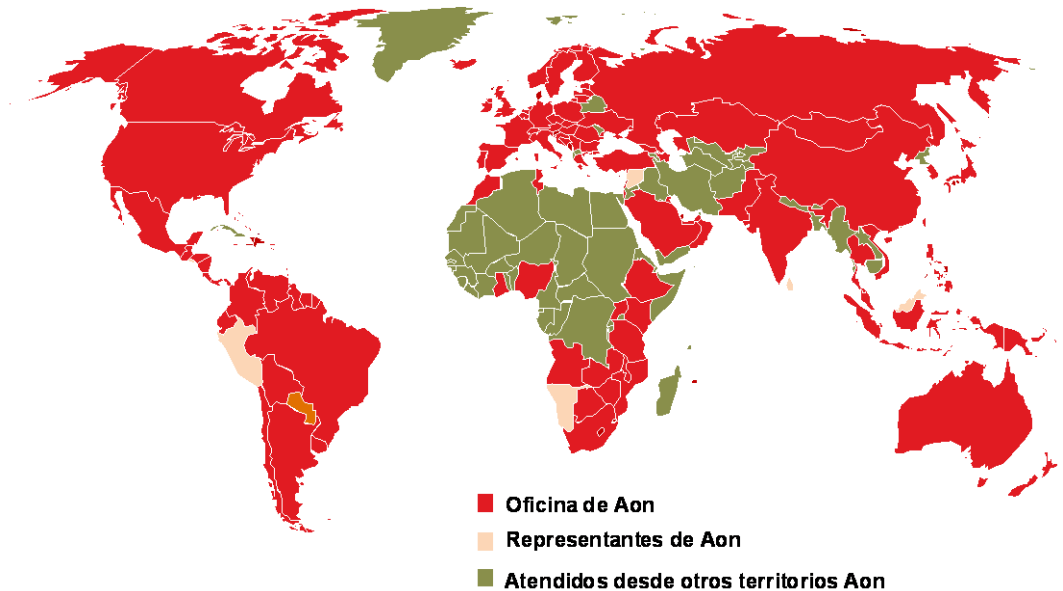 Oficina de Aon
Representantes de Aon
Atendidos desde otros territorios Aon